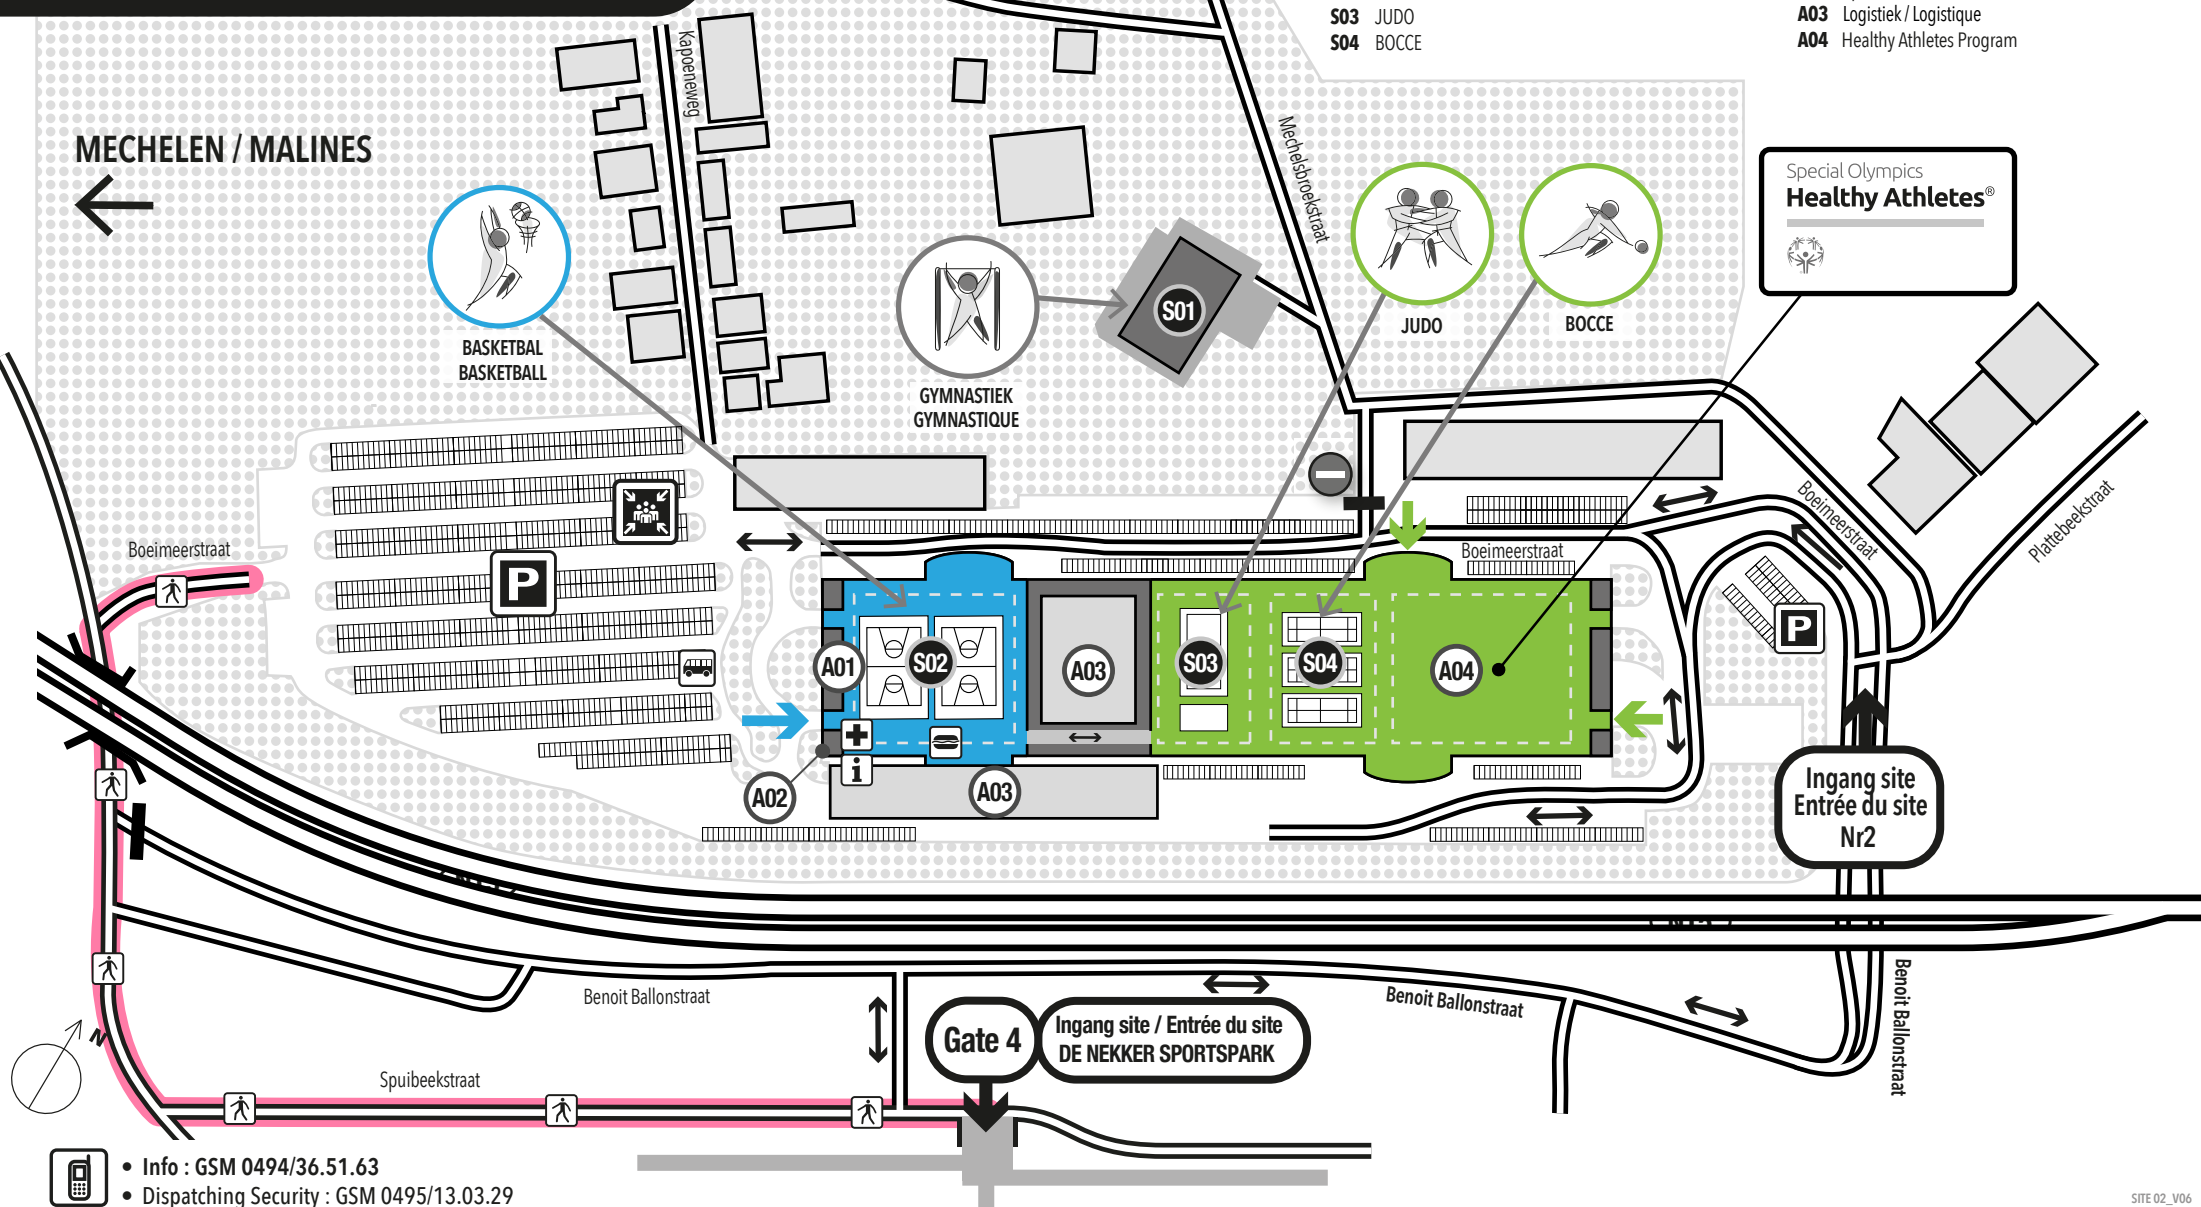 S03 JUDO
S04 BOCCE
A03 Logistiek / Logistique
A04 Healthy Athletes Program
Kapoeneweg
MECHELEN / MALINES
Mechelsbroekstraat
Special Olympics
Healthy Athletes®
BASKETBAL
BASKETBALL
GYMNASTIEK
GYMNASTIQUE
S01
JUDO
BOCCE
Boeimeerstraat
Plattebeekstraat
Boeimeerstraat
Boeimeerstraat
P
P
A01
S02
A03
S03
S04
A04
i
A02
A03
Ingang site
Entrée du site
Nr2
Benoit Ballonstraat
Benoit Ballonstraat
Benoit Ballonstraat
Gate 4
Ingang site / Entrée du site
DE NEKKER SPORTSPARK
N
Spuibeekstraat
• Info : GSM 0494/36.51.63
• Dispatching Security : GSM 0495/13.03.29
SITE 02_V06